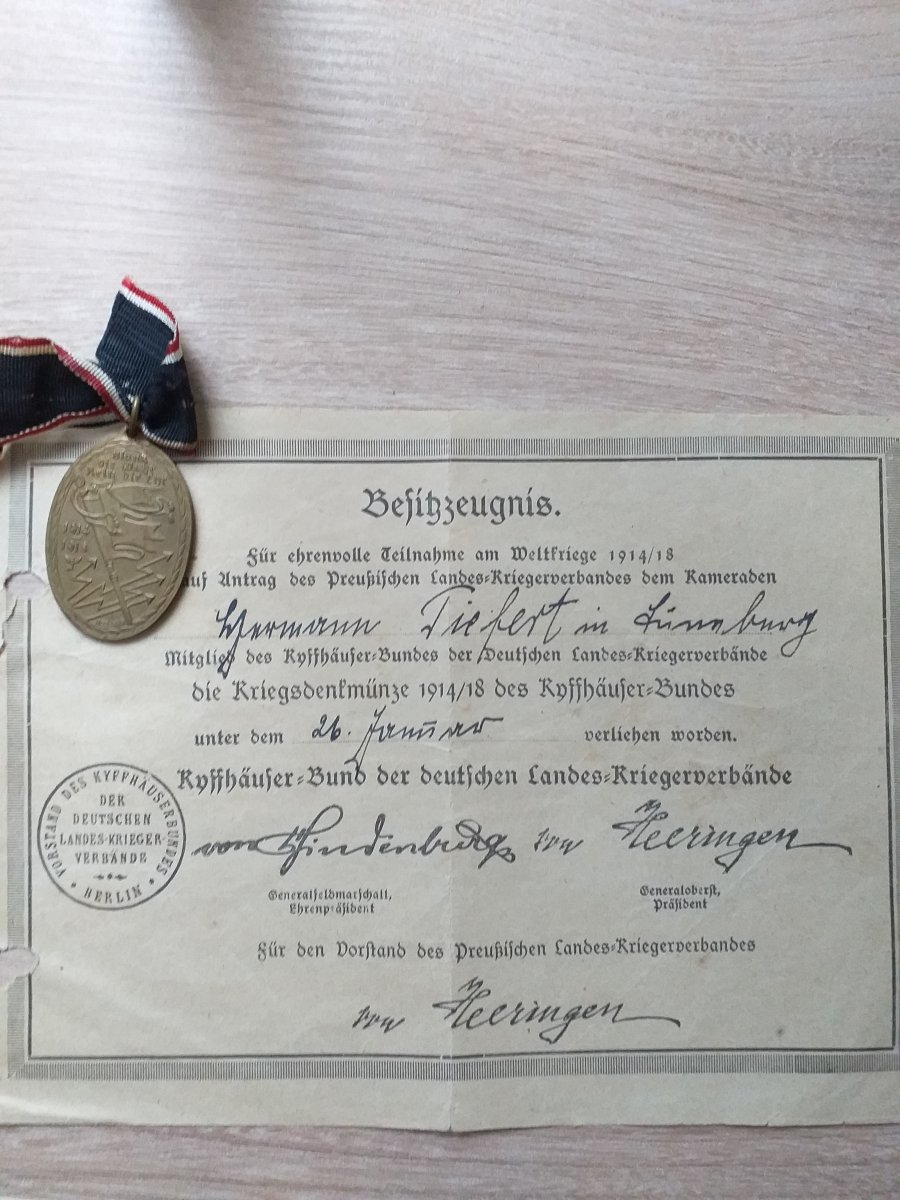 Besitzzeugnis.
Für ehrenvolle Teilnahme am Weltkriege 1914/18
auf Antrag des Preußischen Landes-Kriegerverbandes dem Kameraden
Hermann Tiefert in Lüneburg
Mitglied des Kyffhäuser-Bundes der Deutschen Landes-Kriegerverbände
die Kriegsdenkmünze 1914/18 des Kyffhäuser-Bundes
unter dem 26. Januar verliehen worden.
Kyffhäuser-Bund der deutschen Landes-Kriegerverbände
VORSTAND DES KYFFHÄUSERBUNDES
DER
DEUTSCHEN
LANDES-KRIEGER-
VERBÄNDE
BERLIN
von Hindenburg von Heeringen
Generalfeldmarschall,
Ehrenpräsident
Generaloberst,
Präsident
Für den Vorstand des Preußischen Landes-Kriegerverbandes
von Heeringen
1914